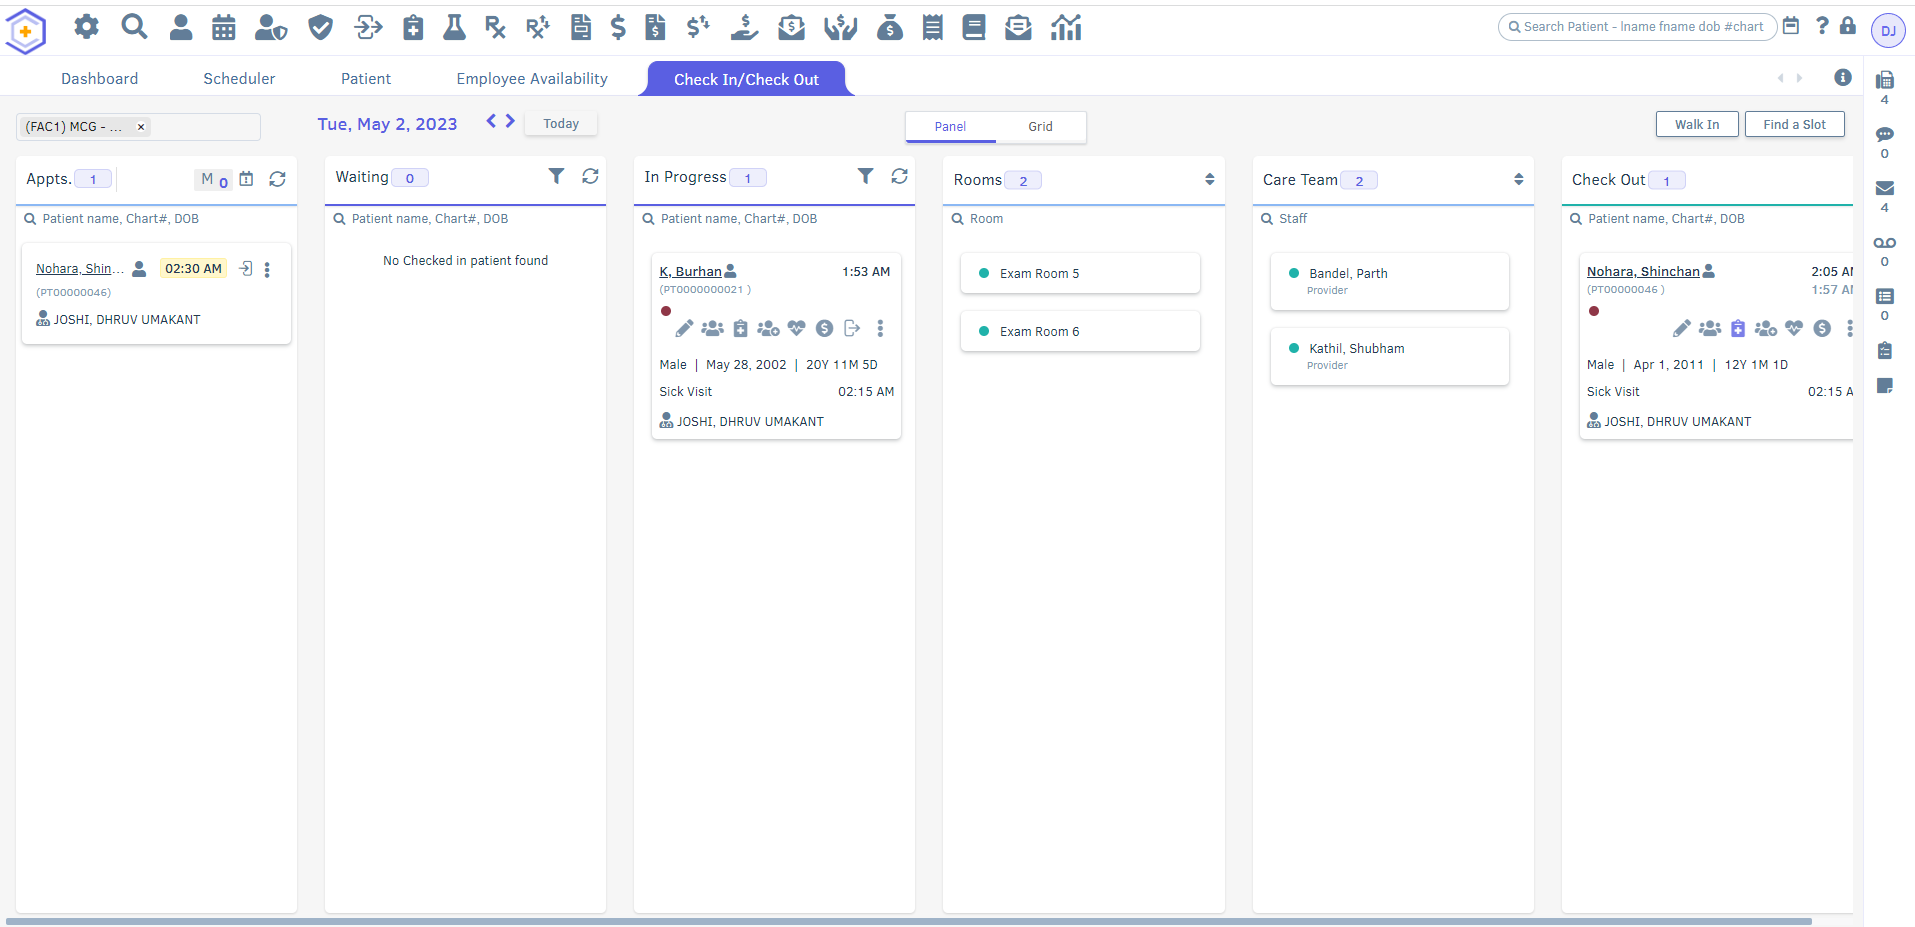 Search Patient - lname fname dob #chart
DJ
Dashboard
Scheduler
Patient
Employee Availability
Check In/Check Out
(FAC1) MCG - ...
Tue, May 2, 2023
Today
Panel
Grid
Walk In
Find a Slot
Appts. 1
M 0
Patient name, Chart#, DOB
Nohara, Shin...
02:30 AM
(PT00000046)
JOSHI, DHRUV UMAKANT
Waiting 0
Patient name, Chart#, DOB
No Checked in patient found
In Progress 1
Patient name, Chart#, DOB
K, Burhan
1:53 AM
(PT0000000021 )
Male | May 28, 2002 | 20Y 11M 5D
Sick Visit
02:15 AM
JOSHI, DHRUV UMAKANT
Rooms 2
Room
Exam Room 5
Exam Room 6
Care Team 2
Staff
Bandel, Parth
Provider
Kathil, Shubham
Provider
Check Out 1
Patient name, Chart#, DOB
Nohara, Shinchan
2:05 AM
(PT00000046 )
1:57 AM
Male | Apr 1, 2011 | 12Y 1M 1D
Sick Visit
02:15 A
JOSHI, DHRUV UMAKANT
4
0
4
0
0